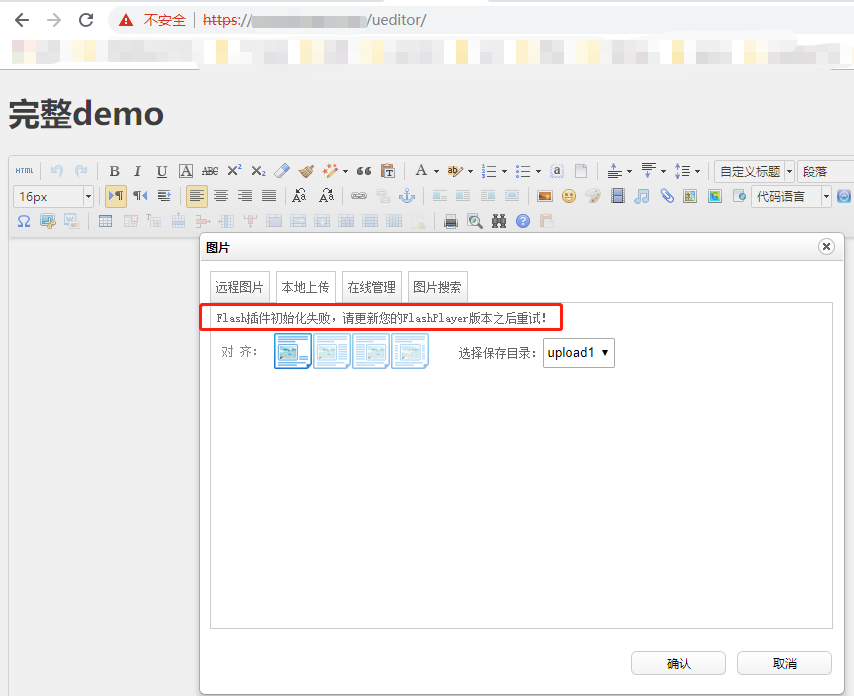 不安全 https:// /ueditor/
完整demo
HTML B I U A ABC X² X₂ A 自定义标题 段落
16px 代码语言
图片
远程图片 本地上传 在线管理 图片搜索
Flash插件初始化失败，请更新您的FlashPlayer版本之后重试！
对 齐： 选择保存目录： upload1
确认 取消